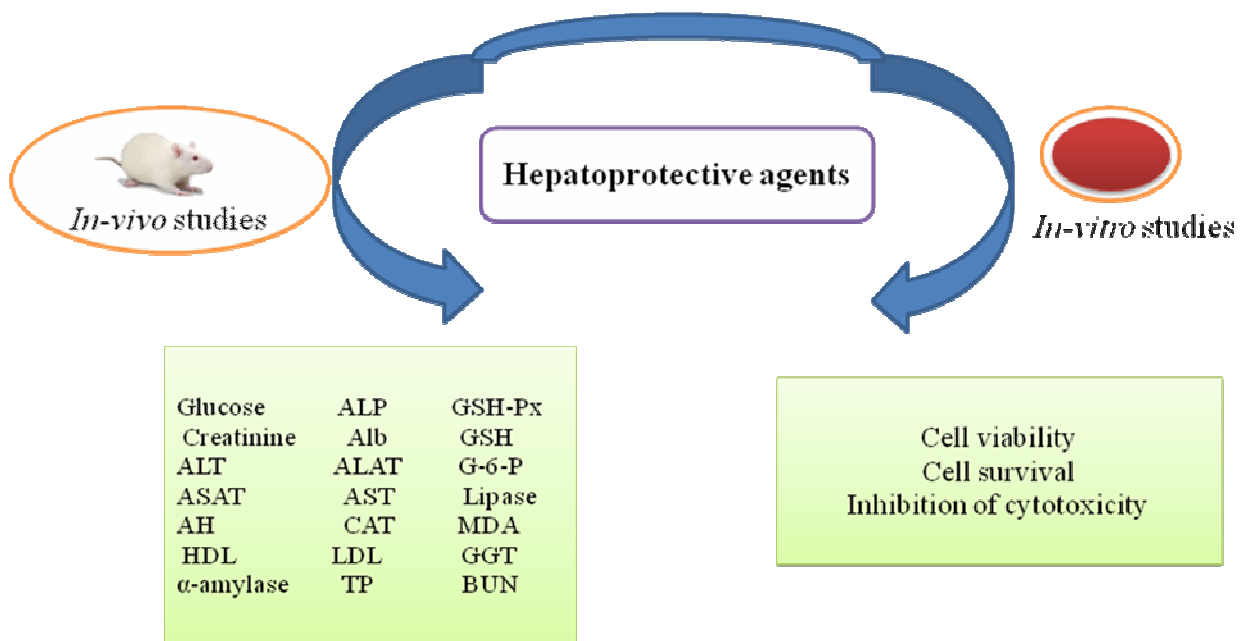 Hepatoprotective agents
In-vivo studies
In-vitro studies
Glucose ALP GSH-Px
Creatinine Alb GSH
ALT ALAT G-6-P
ASAT AST Lipase
AH CAT MDA
HDL LDL GGT
α-amylase TP BUN
Cell viability
Cell survival
Inhibition of cytotoxicity